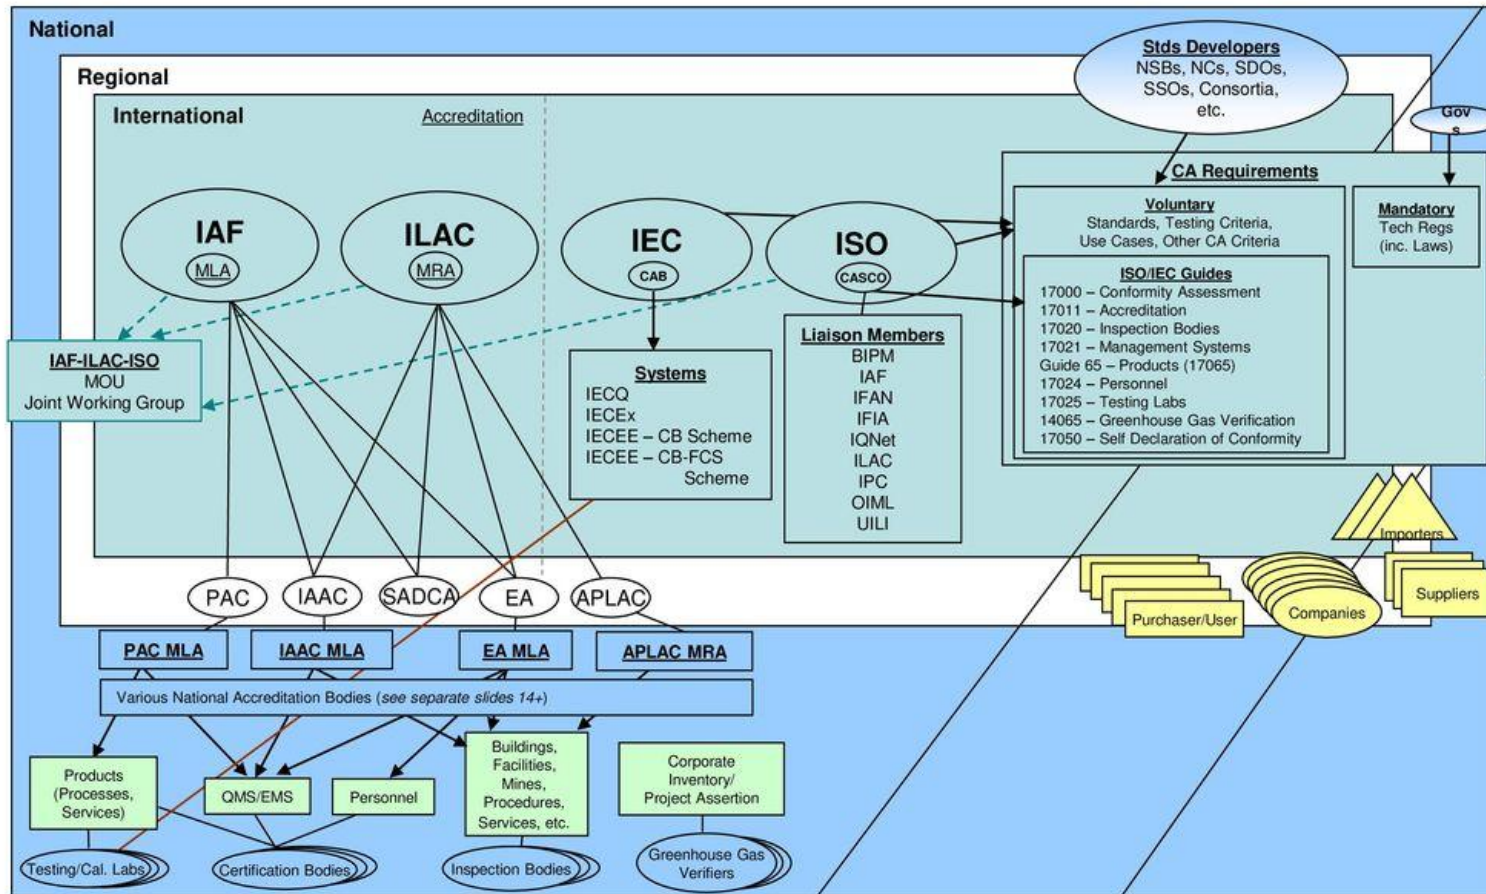 National
Regional
International
Accreditation
Stds Developers
NSBs, NCs, SDOs,
SSOs, Consortia,
etc.
Gov
s
IAF
MLA
ILAC
MRA
IEC
CAB
ISO
CASCO
CA Requirements
Voluntary
Standards, Testing Criteria,
Use Cases, Other CA Criteria
Mandatory
Tech Regs
(inc. Laws)
ISO/IEC Guides
17000 – Conformity Assessment
17011 – Accreditation
17020 – Inspection Bodies
17021 – Management Systems
Guide 65 – Products (17065)
17024 – Personnel
17025 – Testing Labs
14065 – Greenhouse Gas Verification
17050 – Self Declaration of Conformity
IAF-ILAC-ISO
MOU
Joint Working Group
Systems
IECQ
IECEx
IECEE – CB Scheme
IECEE – CB-FCS
Scheme
Liaison Members
BIPM
IAF
IFAN
IFIA
IQNet
ILAC
IPC
OIML
UILI
Importers
Suppliers
Companies
Purchaser/User
PAC
IAAC
SADCA
EA
APLAC
PAC MLA
IAAC MLA
EA MLA
APLAC MRA
Various National Accreditation Bodies (see separate slides 14+)
Products
(Processes,
Services)
QMS/EMS
Personnel
Buildings,
Facilities,
Mines,
Procedures,
Services, etc.
Corporate
Inventory/
Project Assertion
Testing/Cal. Labs
Certification Bodies
Inspection Bodies
Greenhouse Gas
Verifiers